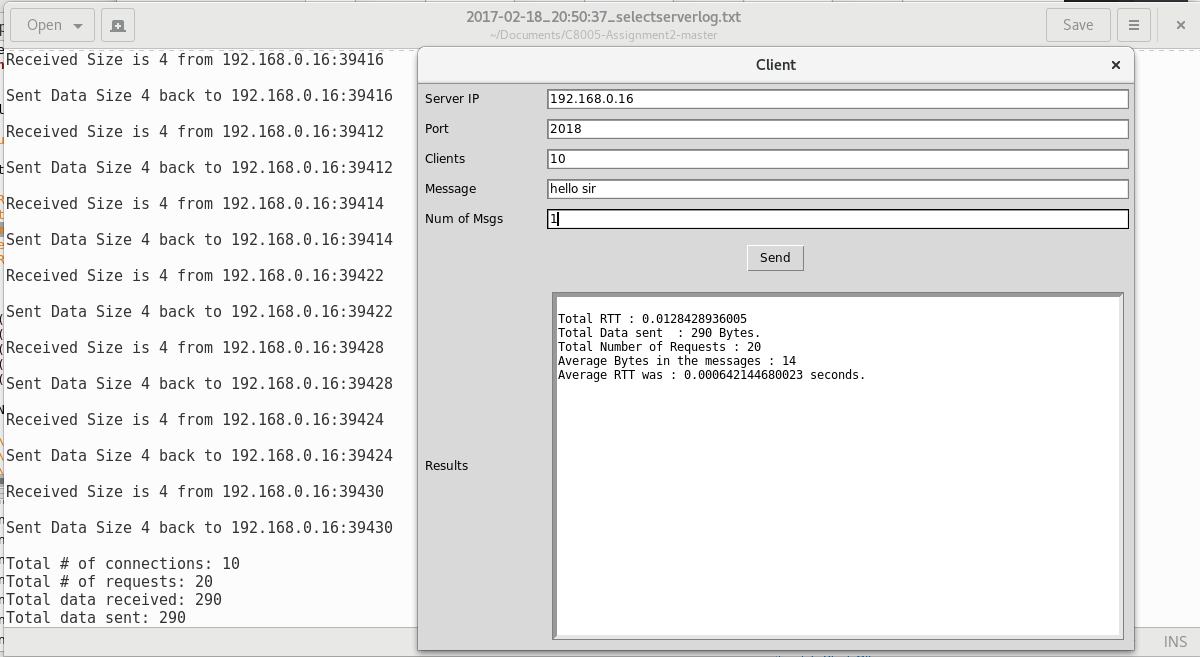 Open
2017-02-18_20:50:37_selectserverlog.txt
~/Documents/C8005-Assignment2-master
Save
Received Size is 4 from 192.168.0.16:39416
Sent Data Size 4 back to 192.168.0.16:39416
Received Size is 4 from 192.168.0.16:39412
Sent Data Size 4 back to 192.168.0.16:39412
Received Size is 4 from 192.168.0.16:39414
Sent Data Size 4 back to 192.168.0.16:39414
Received Size is 4 from 192.168.0.16:39422
Sent Data Size 4 back to 192.168.0.16:39422
Received Size is 4 from 192.168.0.16:39428
Sent Data Size 4 back to 192.168.0.16:39428
Received Size is 4 from 192.168.0.16:39424
Sent Data Size 4 back to 192.168.0.16:39424
Received Size is 4 from 192.168.0.16:39430
Sent Data Size 4 back to 192.168.0.16:39430
Total # of connections: 10
Total # of requests: 20
Total data received: 290
Total data sent: 290
Client
Server IP 192.168.0.16
Port 2018
Clients 10
Message hello sir
Num of Msgs 1
Send
Results
Total RTT : 0.0128428936005
Total Data sent  : 290 Bytes.
Total Number of Requests : 20
Average Bytes in the messages : 14
Average RTT was : 0.000642144680023 seconds.
INS